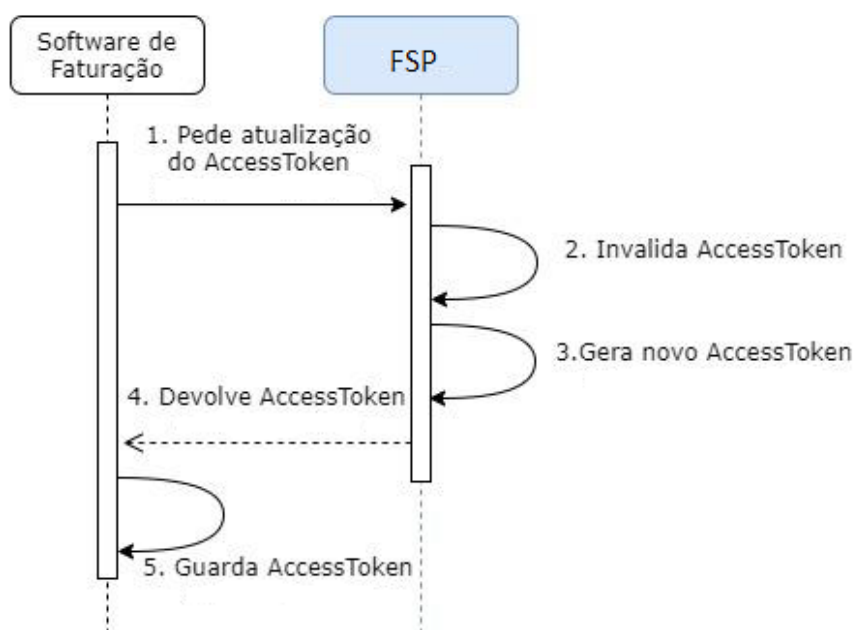 Software de
Faturação
FSP
1. Pede atualização
do AccessToken
2. Invalida AccessToken
3.Gera novo AccessToken
4. Devolve AccessToken
5. Guarda AccessToken